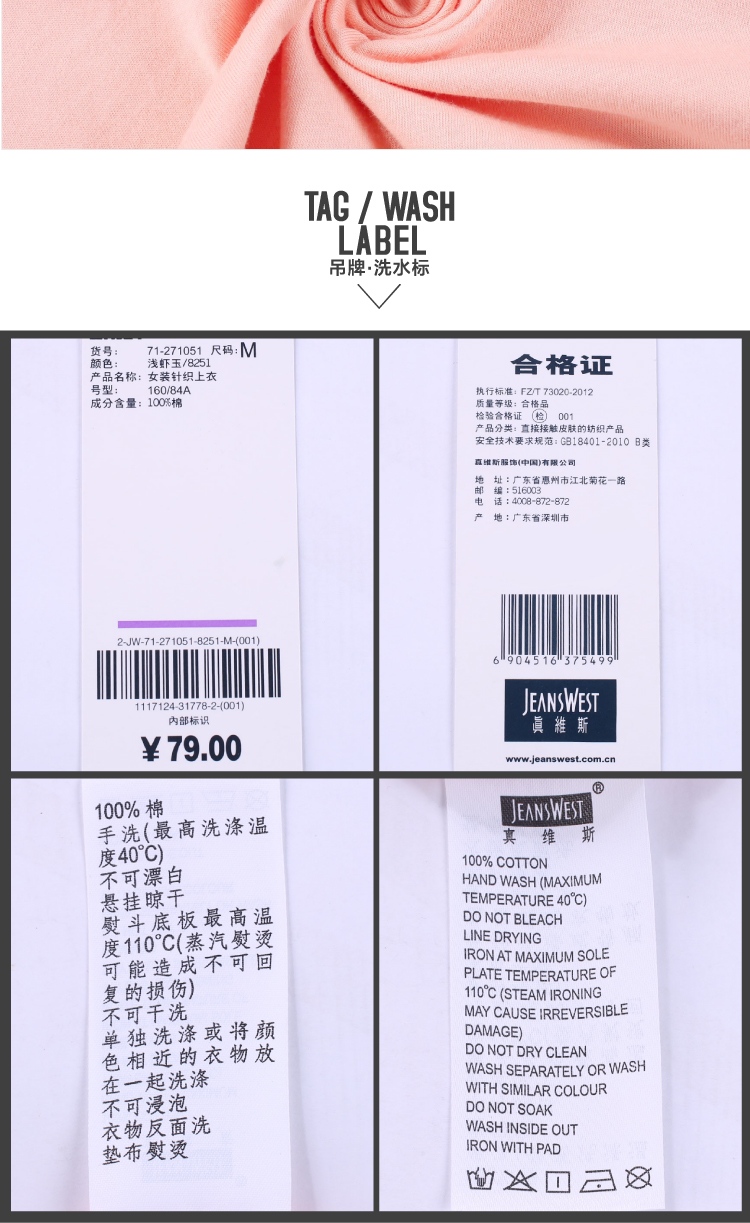 TAG / WASH
LABEL
吊牌·洗水标
货号: 71-271051 尺码:M
颜色: 浅虾玉/8251
产品名称: 女装针织上衣
号型: 160/84A
成分含量: 100%棉
2-JW-71-271051-8251-M-(001)
1117124-31778-2-(001)
内部标识
¥79.00
合格证
执行标准: FZ/T 73020-2012
质量等级: 合格品
检验合格证 检 001
产品分类: 直接接触皮肤的纺织产品
安全技术要求规范: GB18401-2010 B类
真维斯服饰(中国)有限公司
地 址: 广东省惠州市江北菊花一路
邮 编: 516003
电 话: 4008-872-872
产 地: 广东省深圳市
6 904516 375499
JEANSWEST
真維斯
www.jeanswest.com.cn
100% 棉
手洗(最高洗涤温
度40°C)
不可漂白
悬挂晾干
熨斗底板最高温
度110°C(蒸汽熨烫
可能造成不可回
复的损伤)
不可干洗
单独洗涤或将颜
色相近的衣物放
在一起洗涤
不可浸泡
衣物反面洗
垫布熨烫
JEANSWEST®
真维斯
100% COTTON
HAND WASH (MAXIMUM
TEMPERATURE 40°C)
DO NOT BLEACH
LINE DRYING
IRON AT MAXIMUM SOLE
PLATE TEMPERATURE OF
110°C (STEAM IRONING
MAY CAUSE IRREVERSIBLE
DAMAGE)
DO NOT DRY CLEAN
WASH SEPARATELY OR WASH
WITH SIMILAR COLOUR
DO NOT SOAK
WASH INSIDE OUT
IRON WITH PAD